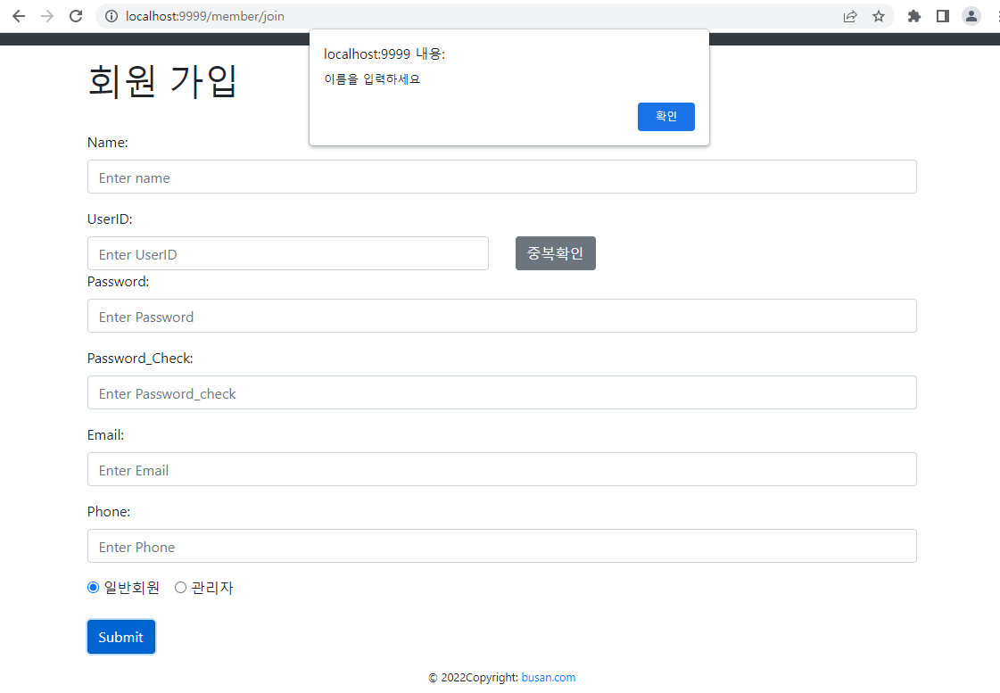 localhost:9999/member/join
localhost:9999 내용:
이름을 입력하세요
확인
회원 가입
Name:
Enter name
UserID:
Enter UserID 중복확인
Password:
Enter Password
Password_Check:
Enter Password_check
Email:
Enter Email
Phone:
Enter Phone
일반회원 관리자
Submit
© 2022Copyright: busan.com